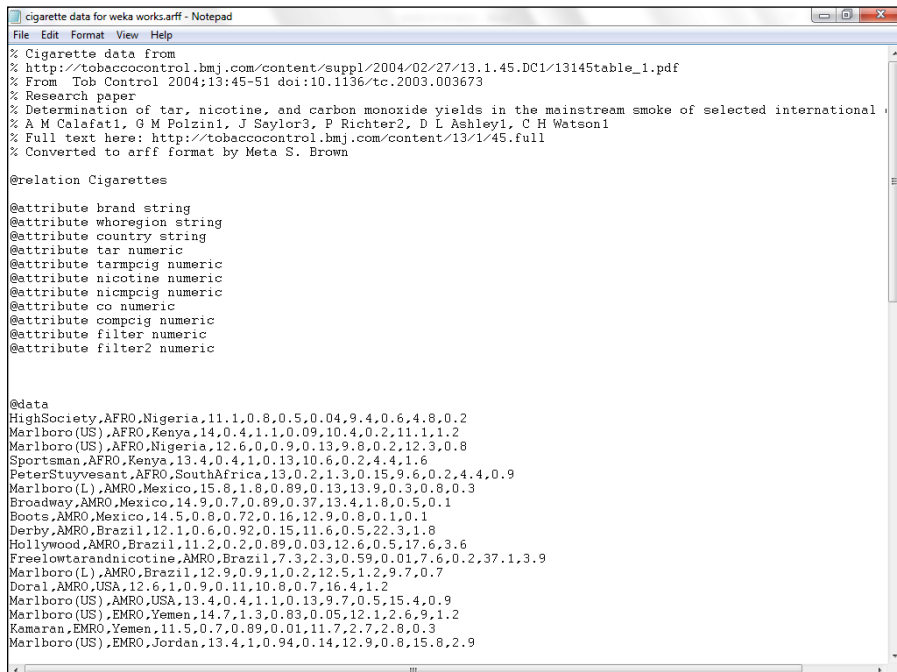 cigarette data for weka works.arff - Notepad
File Edit Format View Help
% Cigarette data from
% http://tobaccocontrol.bmj.com/content/suppl/2004/02/27/13.1.45.DC1/13145table_1.pdf
% From  Tob Control 2004;13:45-51 doi:10.1136/tc.2003.003673
% Research paper
% Determination of tar, nicotine, and carbon monoxide yields in the mainstream smoke of selected international
% A M Calafat1, G M Polzin1, J Saylor3, P Richter2, D L Ashley1, C H Watson1
% Full text here: http://tobaccocontrol.bmj.com/content/13/1/45.full
% Converted to arff format by Meta S. Brown
@relation Cigarettes
@attribute brand string
@attribute whoregion string
@attribute country string
@attribute tar numeric
@attribute tarmpcig numeric
@attribute nicotine numeric
@attribute nicmpcig numeric
@attribute co numeric
@attribute compcig numeric
@attribute filter numeric
@attribute filter2 numeric
@data
HighSociety,AFRO,Nigeria,11.1,0.8,0.5,0.04,9.4,0.6,4.8,0.2
Marlboro(US),AFRO,Kenya,14,0.4,1.1,0.09,10.4,0.2,11.1,1.2
Marlboro(US),AFRO,Nigeria,12.6,0,0.9,0.13,9.8,0.2,12.3,0.8
Sportsman,AFRO,Kenya,13.4,0.4,1,0.13,10.6,0.2,4.4,1.6
PeterStuyvesant,AFRO,SouthAfrica,13,0.2,1.3,0.15,9.6,0.2,4.4,0.9
Marlboro(L),AMRO,Mexico,15.8,1.8,0.89,0.13,13.9,0.3,0.8,0.3
Broadway,AMRO,Mexico,14.9,0.7,0.89,0.37,13.4,1.8,0.5,0.1
Boots,AMRO,Mexico,14.5,0.8,0.72,0.16,12.9,0.8,0.1,0.1
Derby,AMRO,Brazil,12.1,0.6,0.92,0.15,11.6,0.5,22.3,1.8
Hollywood,AMRO,Brazil,11.2,0.2,0.89,0.03,12.6,0.5,17.6,3.6
Freelowtarandnicotine,AMRO,Brazil,7.3,2.3,0.59,0.01,7.6,0.2,37.1,3.9
Marlboro(L),AMRO,Brazil,12.9,0.9,1,0.2,12.5,1.2,9.7,0.7
Doral,AMRO,USA,12.6,1,0.9,0.11,10.8,0.7,16.4,1.2
Marlboro(US),AMRO,USA,13.4,0.4,1.1,0.13,9.7,0.5,15.4,0.9
Marlboro(US),EMRO,Yemen,14.7,1.3,0.83,0.05,12.1,2.6,9,1.2
Kamaran,EMRO,Yemen,11.5,0.7,0.89,0.01,11.7,2.7,2.8,0.3
Marlboro(US),EMRO,Jordan,13.4,1,0.94,0.14,12.9,0.8,15.8,2.9